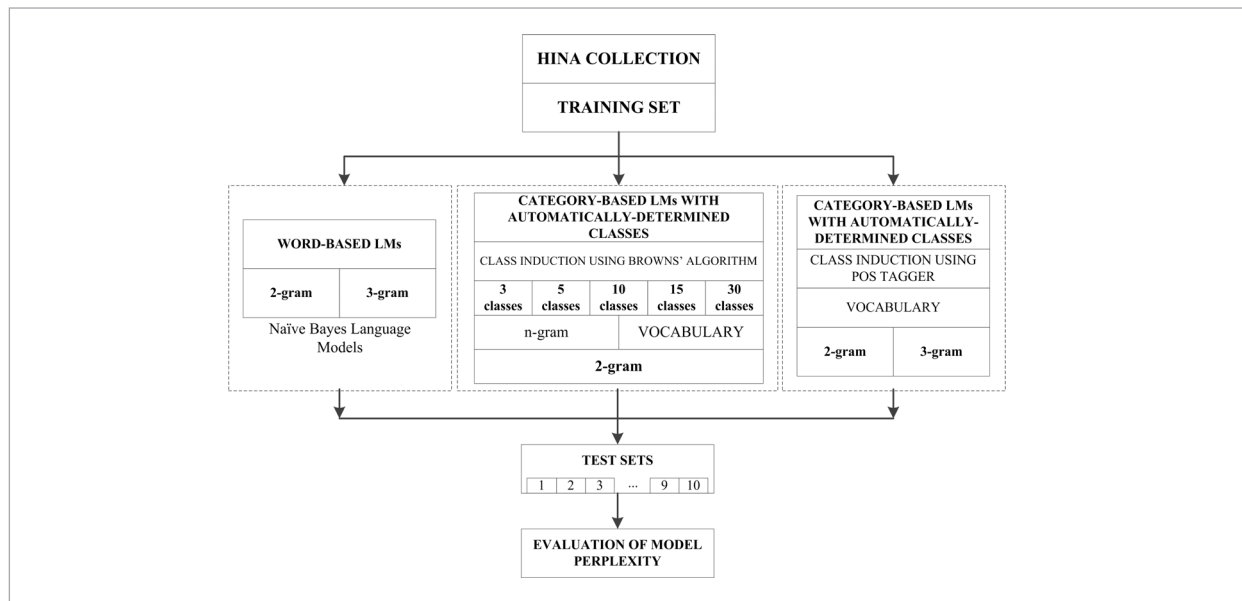 HINA COLLECTION
TRAINING SET
WORD-BASED LMs
2-gram 3-gram
Naïve Bayes Language
Models
CATEGORY-BASED LMs WITH
AUTOMATICALLY-DETERMINED
CLASSES
CLASS INDUCTION USING BROWNS’ ALGORITHM
3 classes
5 classes
10 classes
15 classes
30 classes
n-gram VOCABULARY
2-gram
CATEGORY-BASED LMs
WITH AUTOMATICALLY-
DETERMINED CLASSES
CLASS INDUCTION USING
POS TAGGER
VOCABULARY
2-gram 3-gram
TEST SETS
1 2 3 ... 9 10
EVALUATION OF MODEL
PERPLEXITY